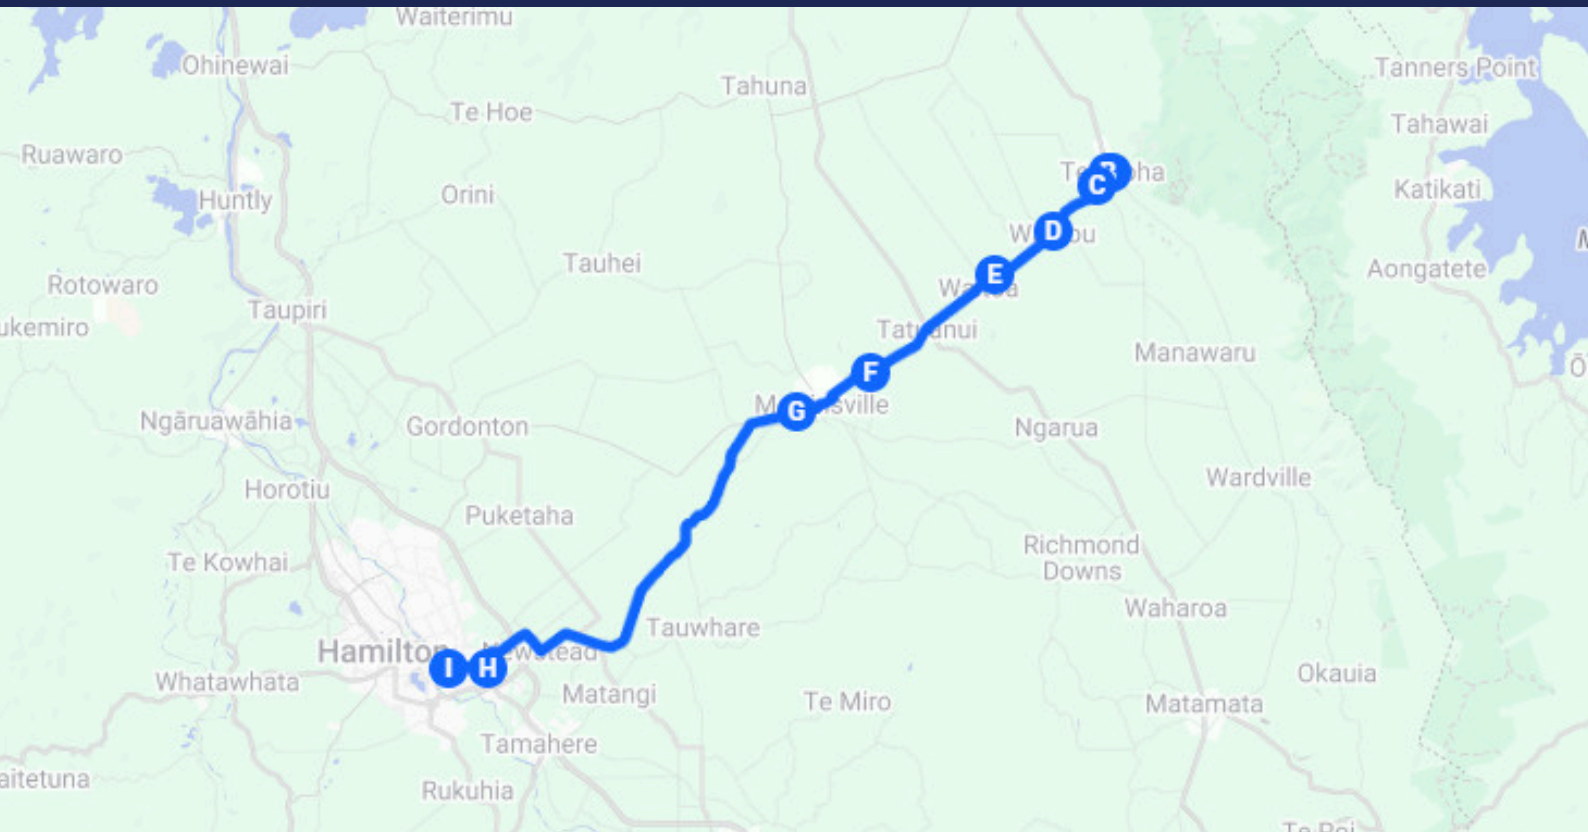 Waiterimu
Ohinewai
Tanners Point
Tahuna
Te Hoe
Tahawai
Ruawaro
C
Huntly
Orini
Katikati
D
Tauhei
Aongatete
E
Rotowaro
Taupiri
ukemiro
Manawaru
F
G
Ngāruawāhia
Gordonton
Ngarua
Wardville
Horotiu
Puketaha
Richmond
Downs
Te Kowhai
Waharoa
Tauwhare
Hamilton
I
H
Whatawhata
Matangi
Te Miro
Okauia
Matamata
Tamahere
aitetuna
Rukuhia